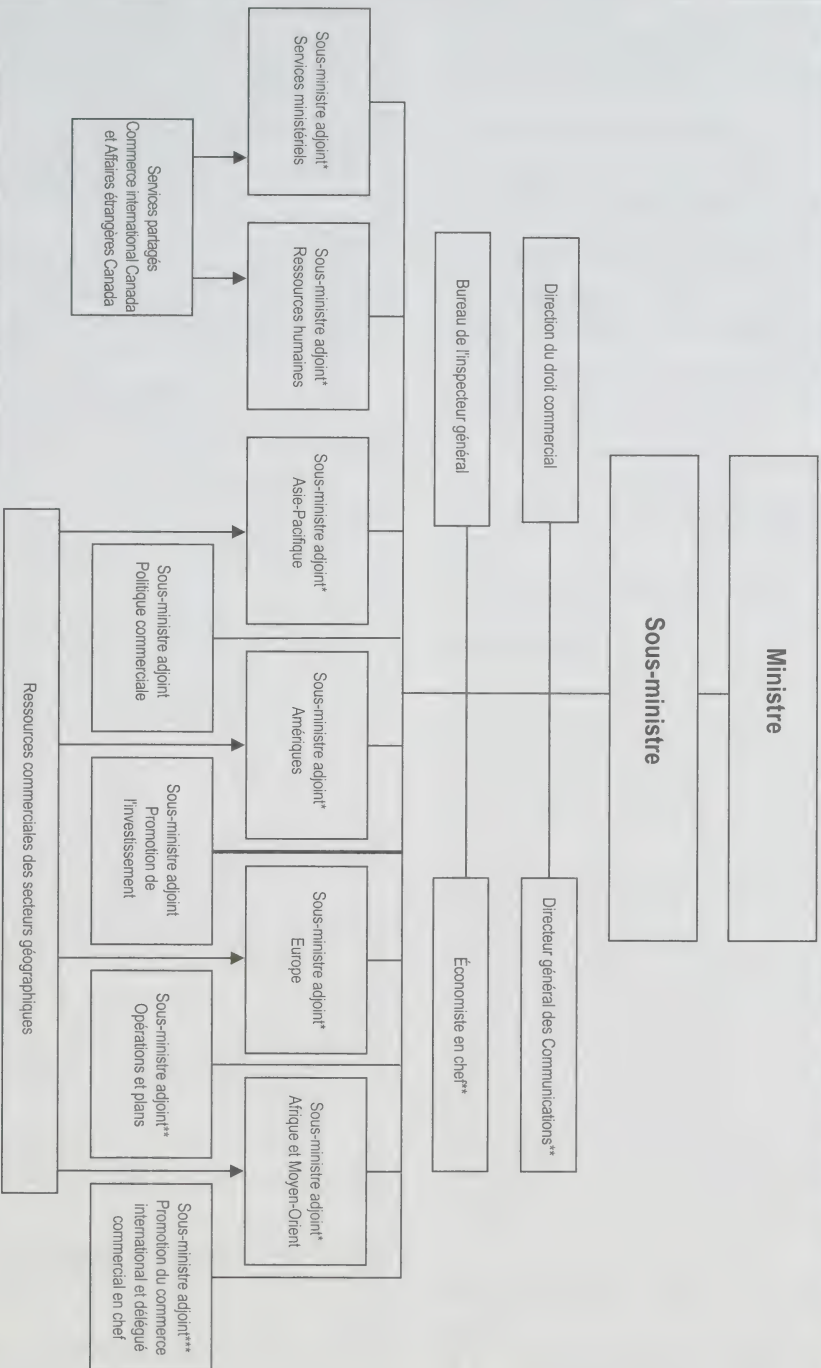 Ministre
Sous-ministre
Direction du droit commercial
Directeur général des Communications**
Bureau de l'inspecteur général
Économiste en chef**
Sous-ministre adjoint*
Services ministériels
Sous-ministre adjoint*
Ressources humaines
Sous-ministre adjoint*
Asie-Pacifique
Sous-ministre adjoint*
Amériques
Sous-ministre adjoint*
Europe
Sous-ministre adjoint*
Afrique et Moyen-Orient
Services partagés
Commerce international Canada
et Affaires étrangères Canada
Sous-ministre adjoint
Politique commerciale
Sous-ministre adjoint
Promotion de
l'investissement
Sous-ministre adjoint**
Opérations et plans
Sous-ministre adjoint***
Promotion du commerce
international et délégué
commercial en chef
Ressources commerciales des secteurs géographiques